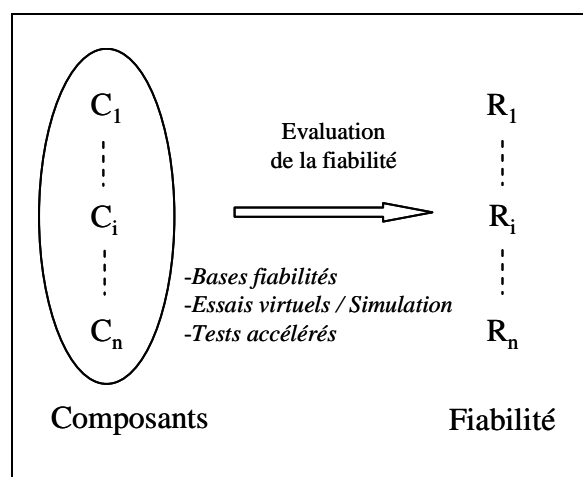 C1
Ci
Cn
Composants
Evaluation
de la fiabilité
-Bases fiabilités
-Essais virtuels / Simulation
-Tests accélérés
R1
Ri
Rn
Fiabilité